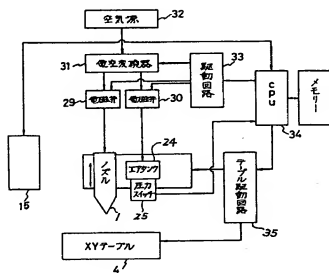 空気源
32
31
電空変換器
33
駆動回路
29
電磁弁
電磁弁
30
cpu
メモリー
34
24
エアタンク
圧力
スイッチ
25
ノズル
1
15
テーブル駆動回路
35
XYテーブル
4